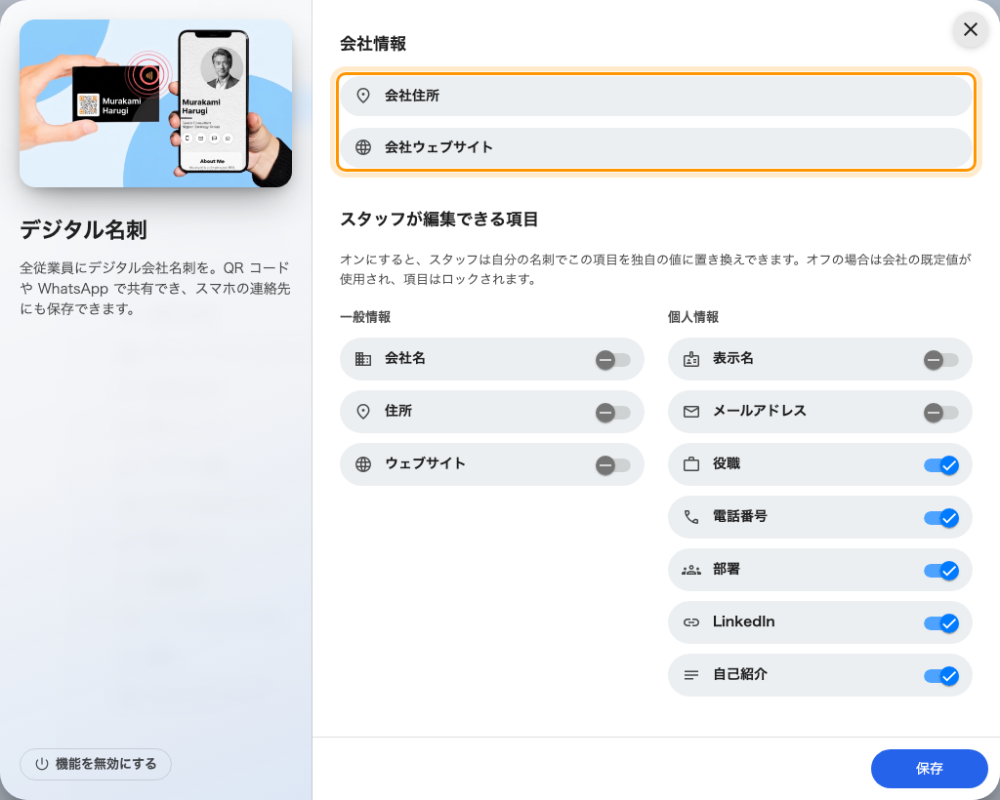 Murakami
Harugi
Murakami
Harugi
About Me
デジタル名刺
全従業員にデジタル会社名刺を。QR コード
や WhatsApp で共有でき、スマホの連絡先
にも保存できます。
機能を無効にする
会社情報
会社住所
会社ウェブサイト
スタッフが編集できる項目
オンにすると、スタッフは自分の名刺でこの項目を独自の値に置き換えできます。オフの場合は会社の既定値が
使用され、項目はロックされます。
一般情報
会社名
住所
ウェブサイト
個人情報
表示名
メールアドレス
役職
電話番号
部署
LinkedIn
自己紹介
保存